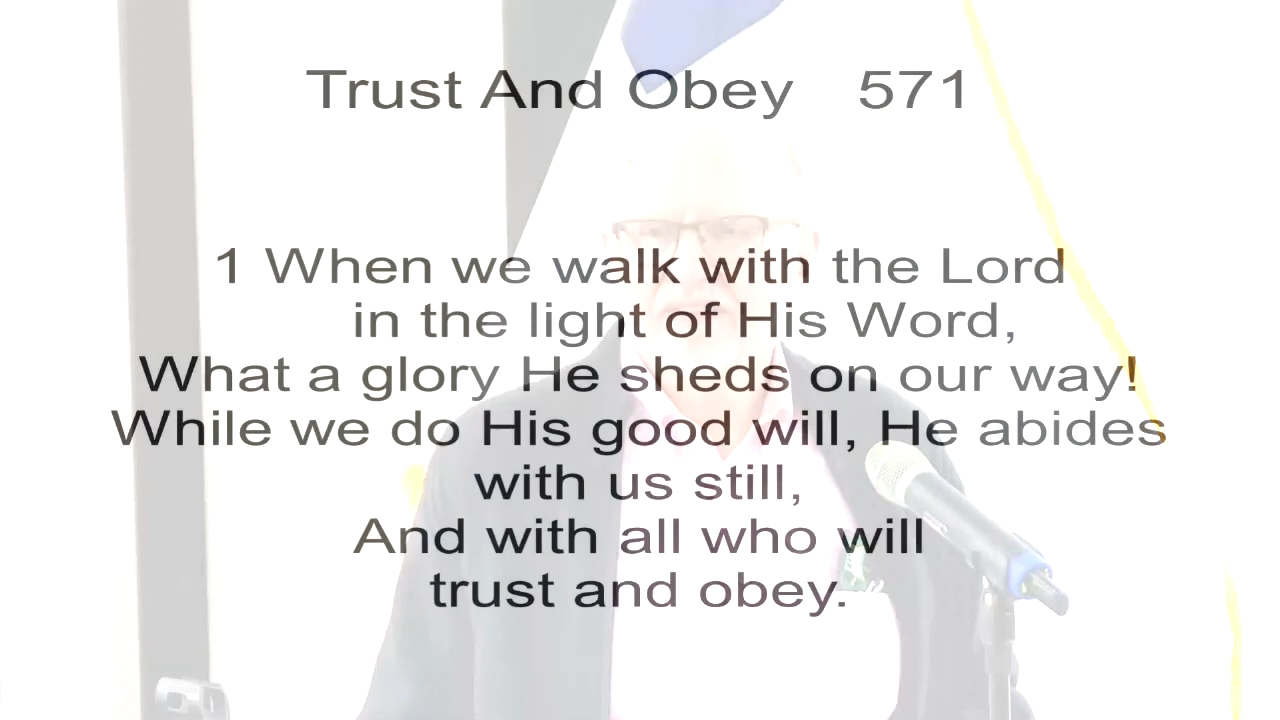 Trust And Obey 571
1 When we walk with the Lord
in the light of His Word,
What a glory He sheds on our way!
While we do His good will, He abides
with us still,
And with all who will
trust and obey.